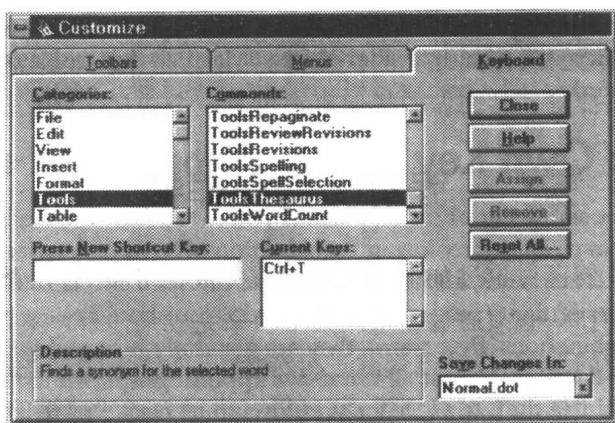 Customize
Toolbars Menus Keyboard
Categories:
File
Edit
View
Insert
Format
Tools
Table
Commands:
ToolsRepaginate
ToolsReviewRevisions
ToolsRevisions
ToolsSpelling
ToolsSpellSelection
ToolsThesaurus
ToolsWordCount
Close
Help
Assign
Remove
Reset All...
Press New Shortcut Key:
Current Keys:
Ctrl+T
Description
Finds a synonym for the selected word
Save Changes In:
Normal.dot